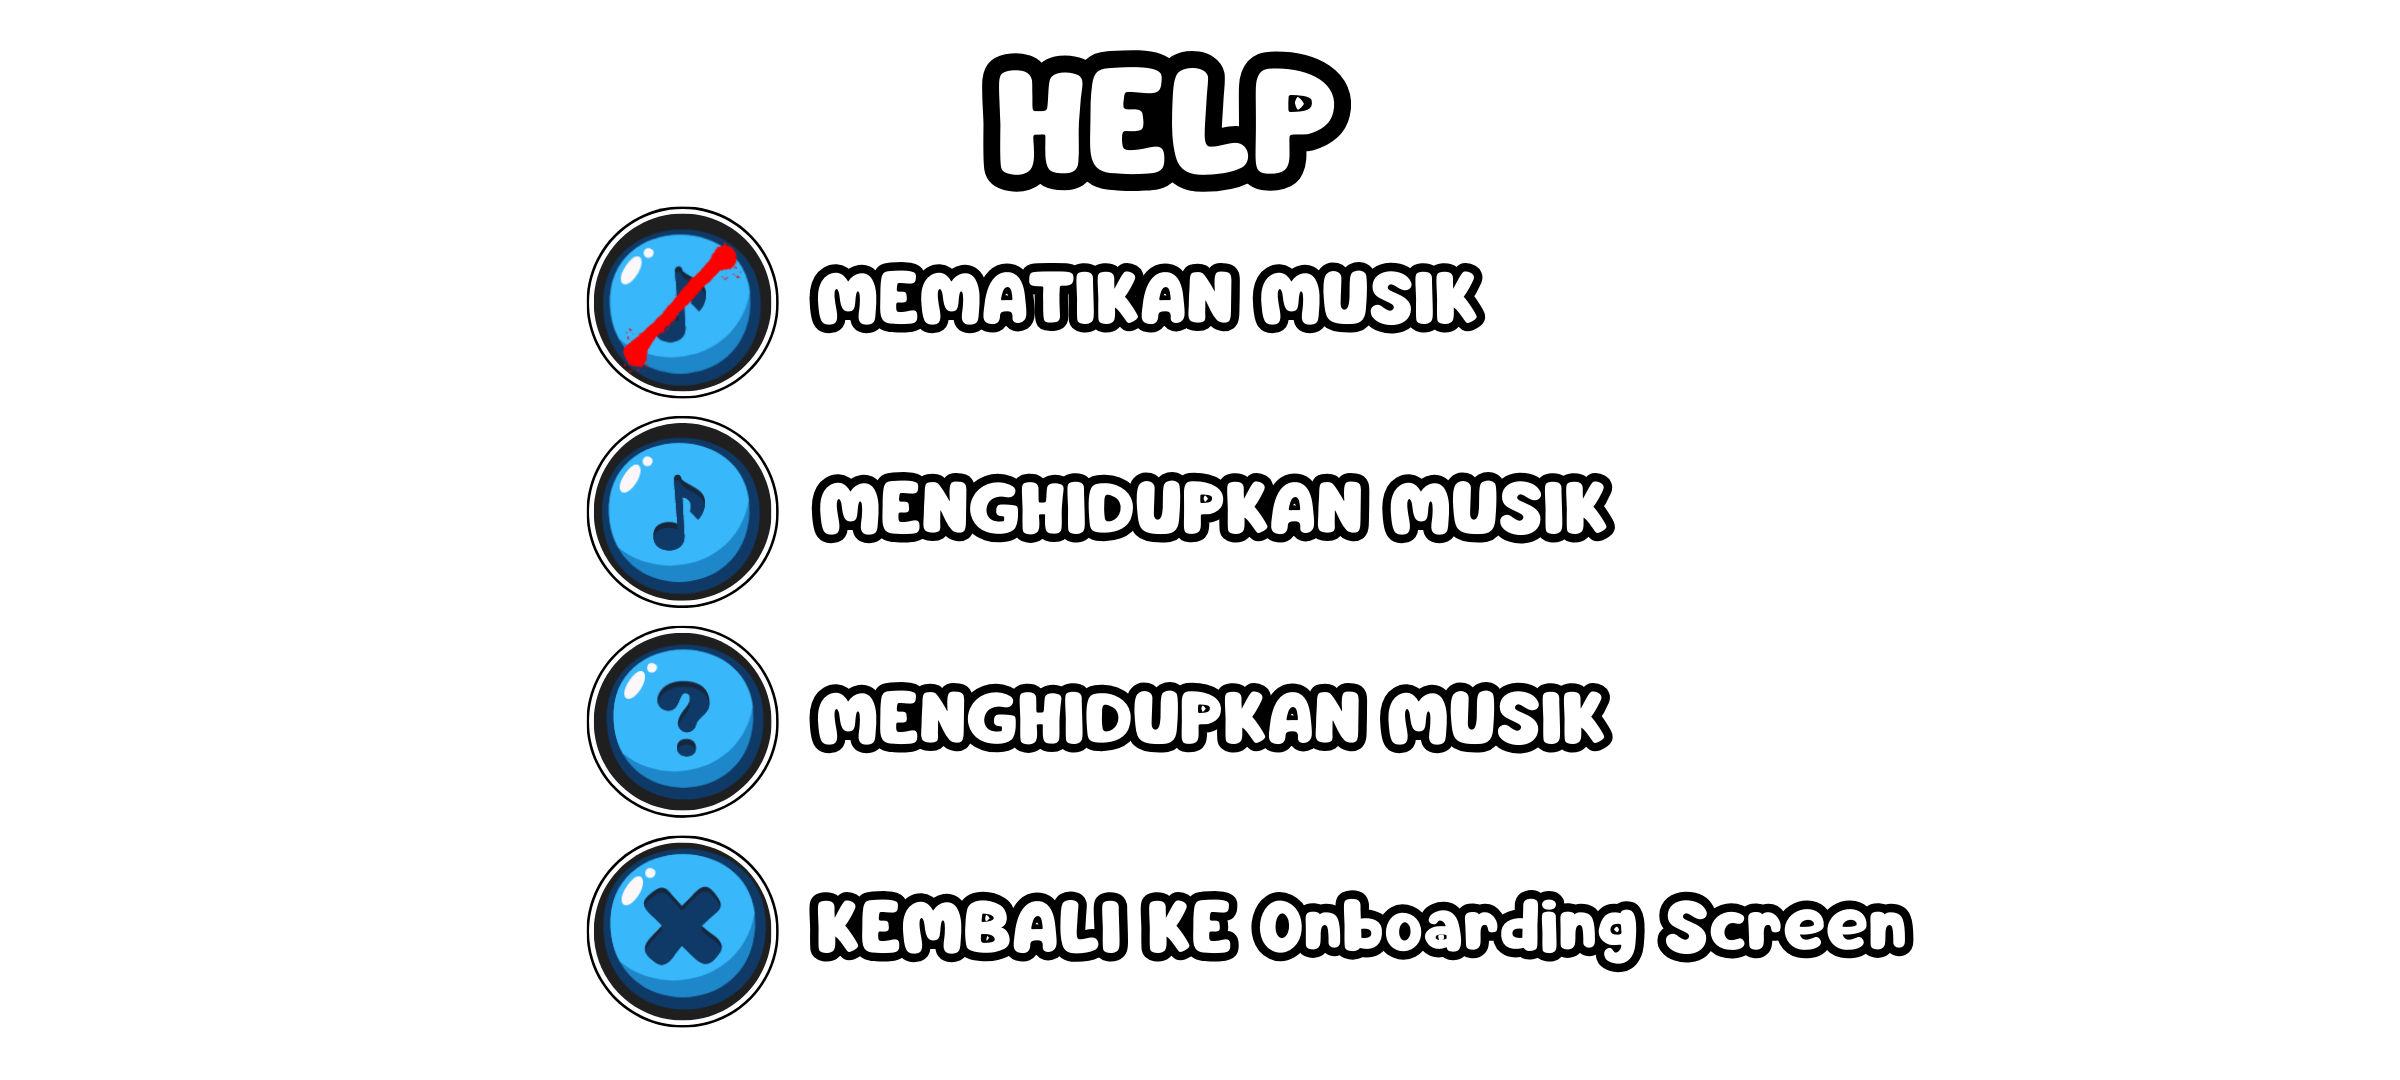 HELP
MEMATIKAN MUSIK
MENGHIDUPKAN MUSIK
?
MENGHIDUPKAN MUSIK
KEMBALI KE Onboarding Screen